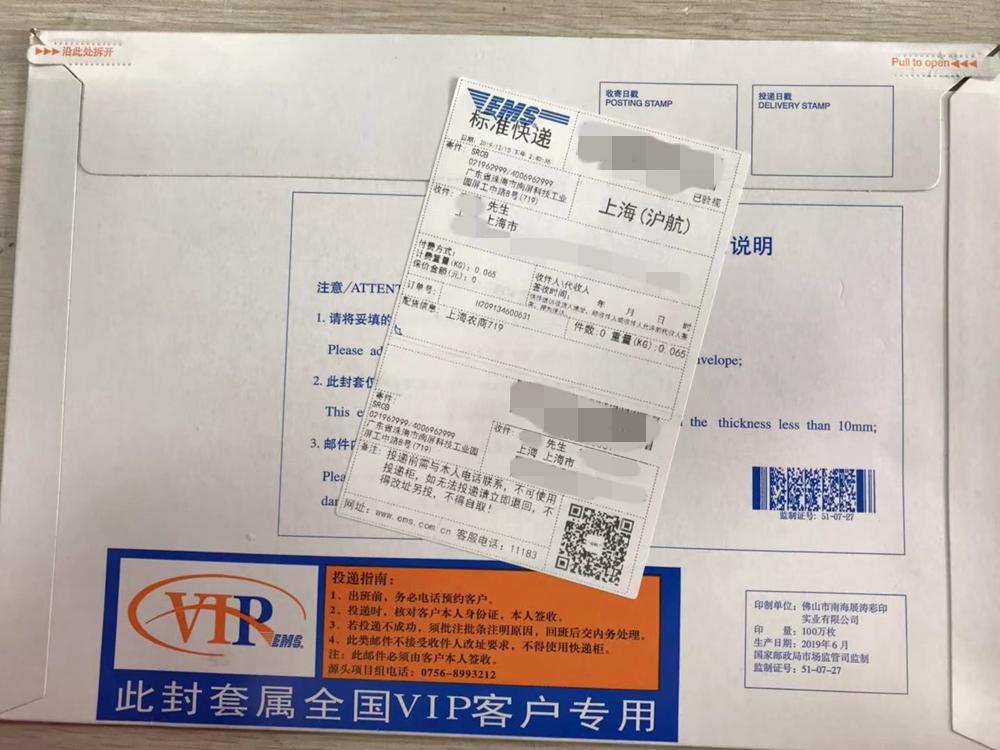 沿此处拆开
Pull to open
收寄日戳
POSTING STAMP
投递日戳
DELIVERY STAMP
EMS
标准快递
已验视
寄件:
SRCB
021962999/4006962999
广东省珠海市南屏科技工业
园屏工中路8号(719)
上海(沪航)
收件:
先生
上海市
付费方式:
计费重量(KG): 0.065
保价金额(元): 0
收件人\代收人
签收时间:
年 月 日 时
订单号:
H209134600631
件数:0 重量(KG):0.065
配货信息:
上海农商719
寄件:
SRCB
021962999/4006962999
广东省珠海市南屏科技工业园
屏工中路8号(719)
收件:
先生
上海 上海市
备注: 投递前需与本人电话联系, 不可使用
投递柜, 如无法投递请立即退回, 不
得改址另投, 不得自取!
网址: www.ems.com.cn 客服电话: 11183
说明
注意/ATTEN
1. 请将妥填的
Please ad
nvelope;
2. 此封套仅
This e
the thickness less than 10mm;
3. 邮件内
Plea
dan
监制证号: 51-07-27
VIP EMS.
投递指南:
1、出班前, 务必电话预约客户。
2、投递时, 核对客户本人身份证, 本人签收。
3、若投递不成功, 须批注批条注明原因, 回班后交内务处理。
4、此类邮件不接受收件人改址要求, 不得使用快递柜。
注: 此邮件必须由客户本人签收。
源头项目组电话: 0756-8993212
此封套属全国VIP客户专用
印制单位: 佛山市南海展涛彩印
实业有限公司
印 量: 100万枚
生产日期: 2019年6月
国家邮政局市场监管司监制
监制证号: 51-07-27